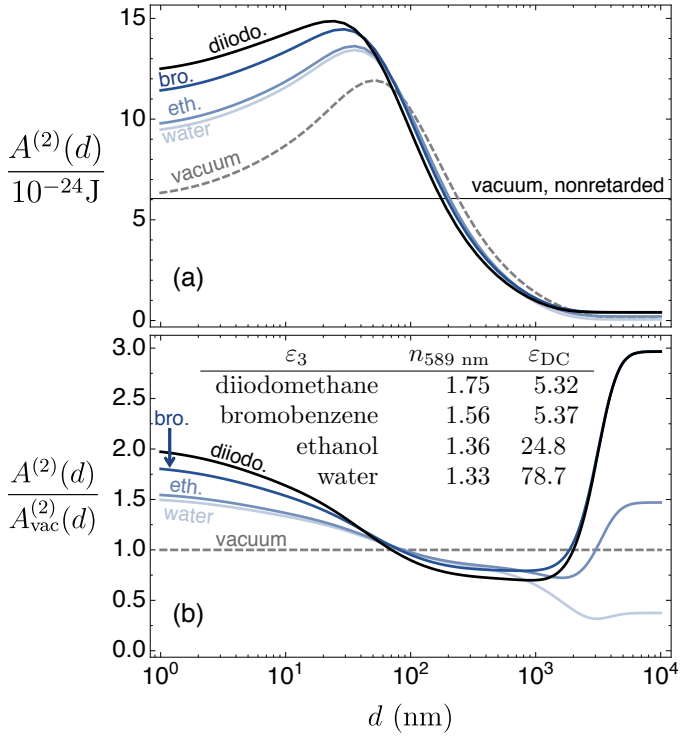 A^(2)(d)
10^−24 J
15
10
5
0
diiodo.
bro.
eth.
water
vacuum
vacuum, nonretarded
(a)
A^(2)(d)
A_vac^(2)(d)
3.0
2.5
2.0
1.5
1.0
0.5
0.0
ε3 n589 nm εDC
diiodomethane 1.75 5.32
bromobenzene 1.56 5.37
ethanol 1.36 24.8
water 1.33 78.7
bro.
diiodo.
eth.
water
vacuum
(b)
10^0 10^1 10^2 10^3 10^4
d (nm)